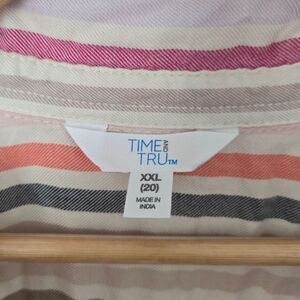 TIME AND
TRU™
XXL
(20)
MADE IN
INDIA